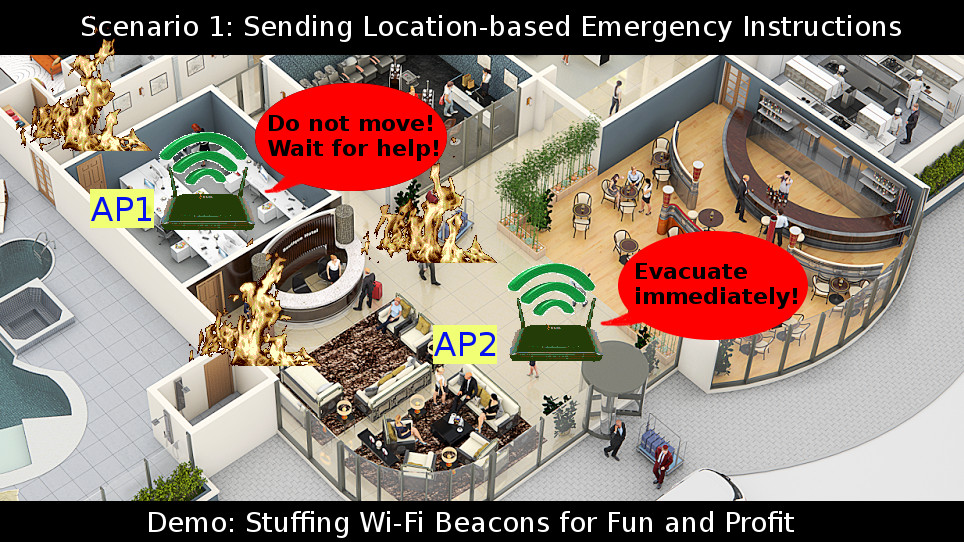 Scenario 1: Sending Location-based Emergency Instructions
Do not move!
Wait for help!
AP1
Evacuate
immediately!
AP2
Demo: Stuffing Wi-Fi Beacons for Fun and Profit